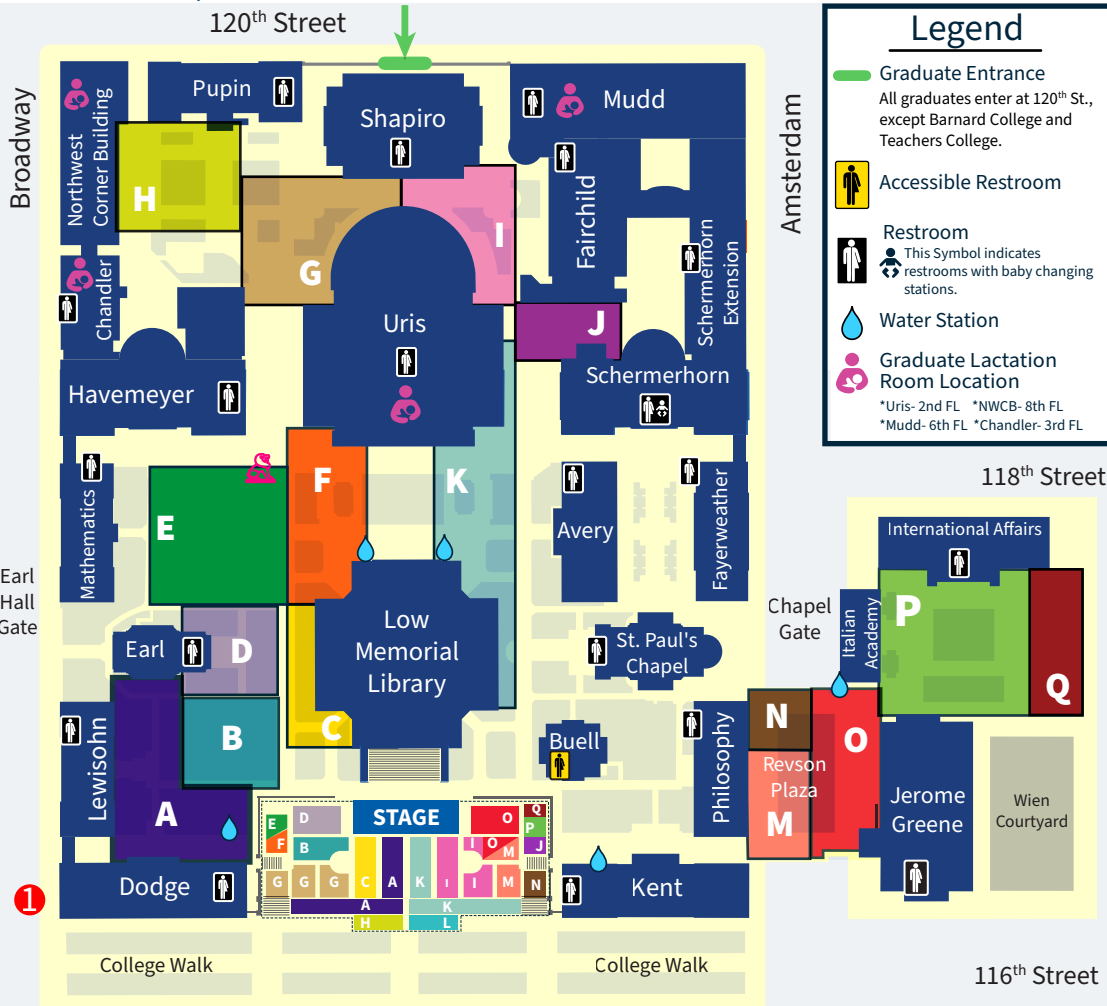 120th Street
Legend
Graduate Entrance
All graduates enter at 120th St.,
except Barnard College and
Teachers College.
Accessible Restroom
Restroom
This Symbol indicates
restrooms with baby changing
stations.
Water Station
Graduate Lactation
Room Location
*Uris- 2nd FL *NWCB- 8th FL
*Mudd- 6th FL *Chandler- 3rd FL
Broadway
Amsterdam
Pupin
Shapiro
Mudd
Northwest
Corner Building
H
G
I
Fairchild
Schermerhorn
Extension
Chandler
Uris
J
Havemeyer
Schermerhorn
118th Street
F
K
E
Mathematics
Avery
Fayerweather
International Affairs
Earl
Hall
Gate
Chapel
Gate
Italian
Academy
P
Q
Earl
D
Low
Memorial
Library
St. Paul's
Chapel
B
C
Buell
N
O
Revson
Plaza
M
Philosophy
Lewisohn
A
Jerome
Greene
Wien
Courtyard
STAGE
E
D
O
Q
F
B
I
O
M
P
J
G
G
G
C
A
K
I
I
M
N
A
K
H
L
1
Dodge
Kent
College Walk
College Walk
116th Street